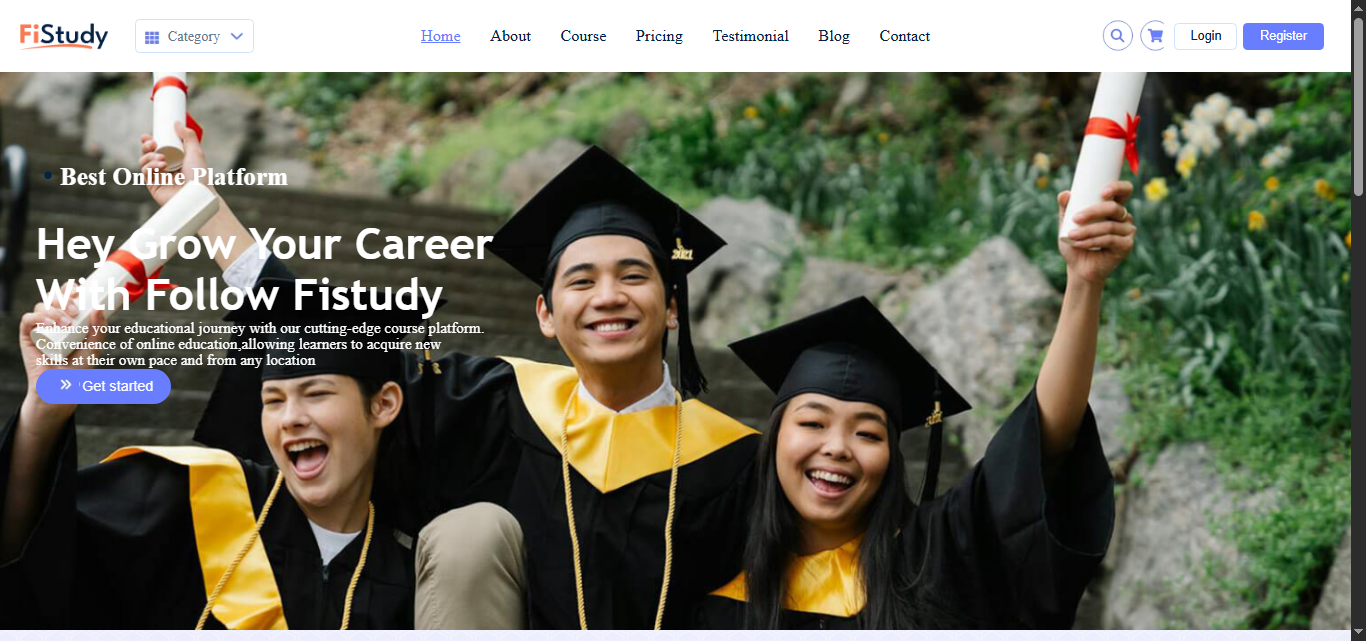 FiStudy
Category
Home About Course Pricing Testimonial Blog Contact
Login
Register
Best Online Platform
Hey Grow Your Career
With Follow Fistudy
Enhance your educational journey with our cutting-edge course platform.
Convenience of online education,allowing learners to acquire new
skills at their own pace and from any location
Get started
2021